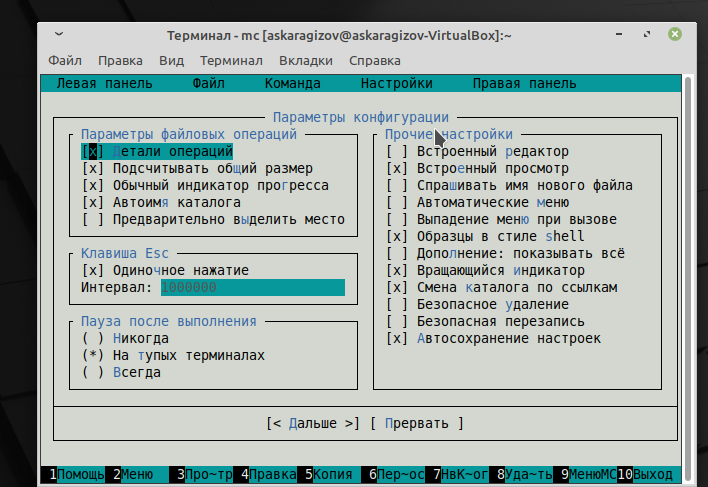 Терминал - mc [askaragizov@askaragizov-VirtualBox]:~
Файл Правка Вид Терминал Вкладки Справка
Левая панель Файл Команда Настройки Правая панель
Параметры конфигурации
Параметры файловых операций
[x] Детали операций
[x] Подсчитывать общий размер
[x] Обычный индикатор прогресса
[x] Автоимя каталога
[ ] Предварительно выделить место
Клавиша Esc
[x] Одиночное нажатие
Интервал: 1000000
Пауза после выполнения
( ) Никогда
(*) На тупых терминалах
( ) Всегда
Прочие настройки
[ ] Встроенный редактор
[x] Встроенный просмотр
[ ] Спрашивать имя нового файла
[ ] Автоматические меню
[ ] Выпадение меню при вызове
[x] Образцы в стиле shell
[ ] Дополнение: показывать всё
[x] Вращающийся индикатор
[x] Смена каталога по ссылкам
[ ] Безопасное удаление
[ ] Безопасная перезапись
[x] Автосохранение настроек
[< Дальше >] [ Прервать ]
1Помощь 2Меню 3Про~тр 4Правка 5Копия 6Пер~ос 7НвК~ог 8Уда~ть 9МенюMC 10Выход